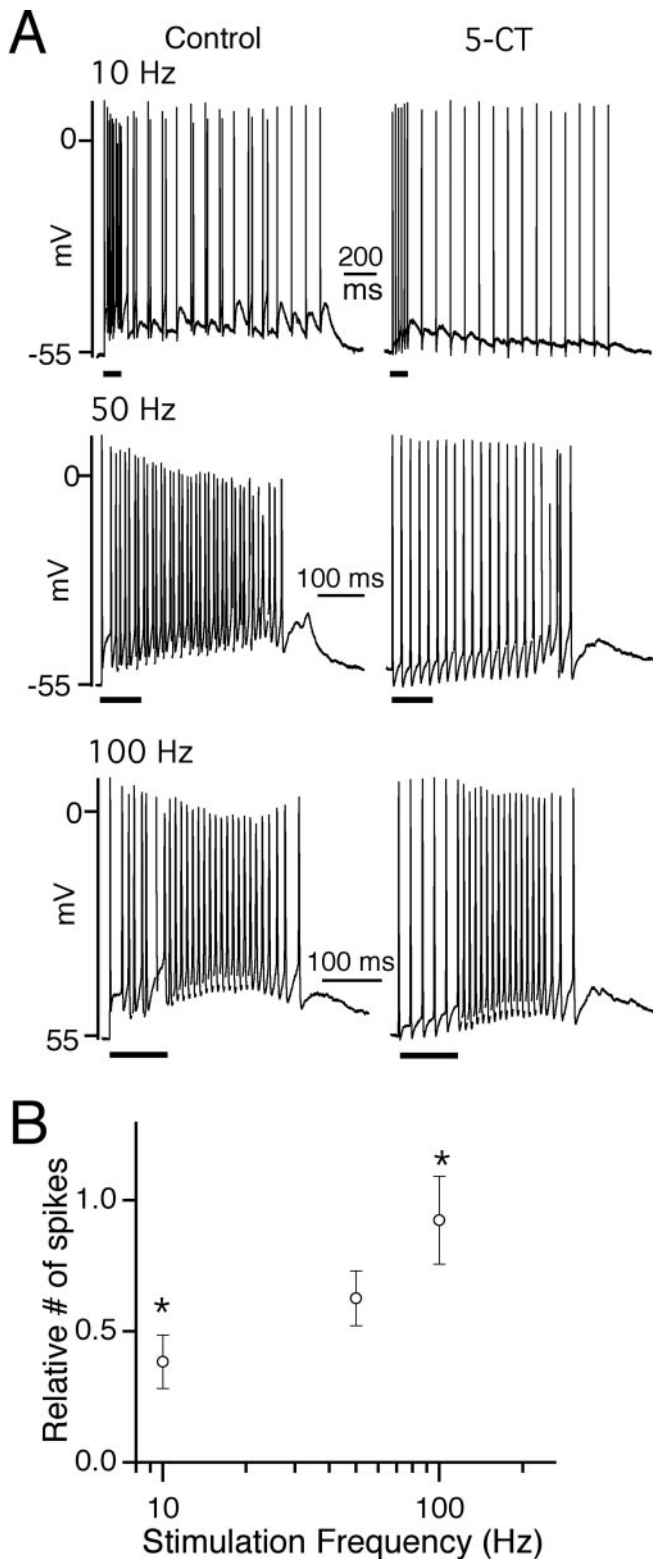 A
Control 5-CT
10 Hz
0
mV
200
ms
-55
50 Hz
0
mV
100 ms
-55
100 Hz
0
mV
100 ms
55
B
*
1.0
*
Relative # of spikes
0.5
0.0
10 100
Stimulation Frequency (Hz)